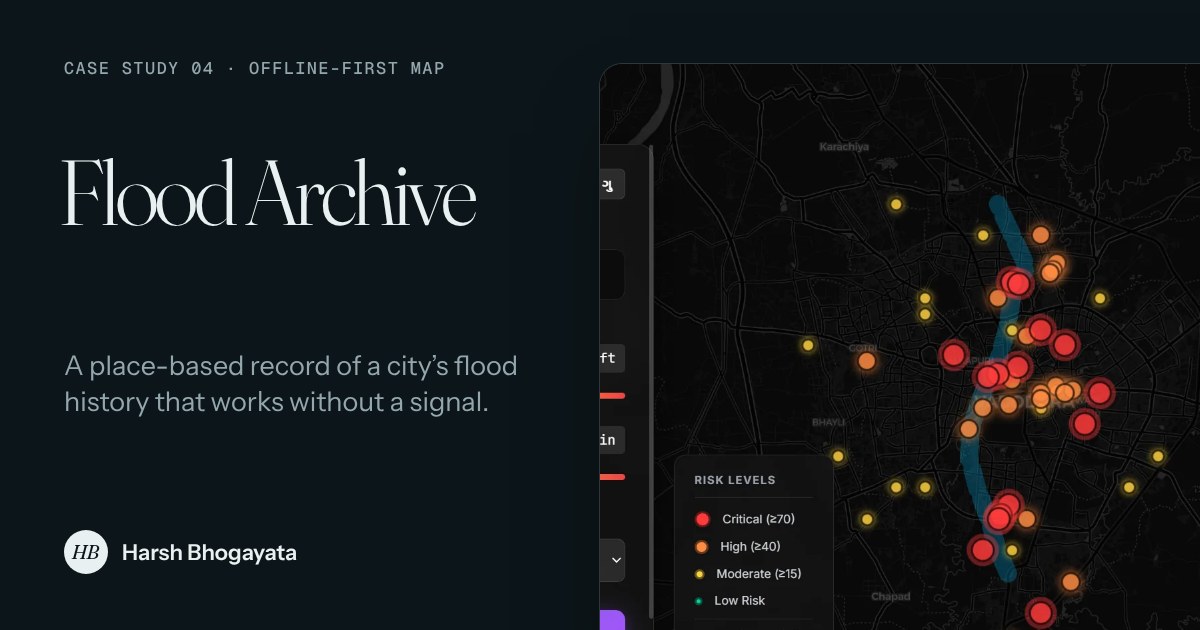 CASE STUDY 04 · OFFLINE-FIRST MAP
Flood Archive
A place-based record of a city’s flood
history that works without a signal.
HB
Harsh Bhogayata
Karachiya
ગુ
ft
in
BHAYLI
RISK LEVELS
Critical (≥70)
High (≥40)
Moderate (≥15)
Low Risk
Chapad